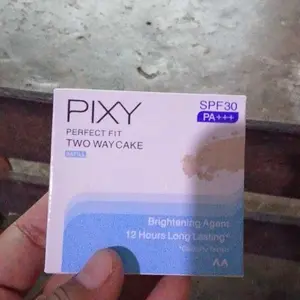 PIXY
SPF30
PA+++
PERFECT FIT
TWO WAY CAKE
REFILL
Brightening Agent
12 Hours Long Lasting*